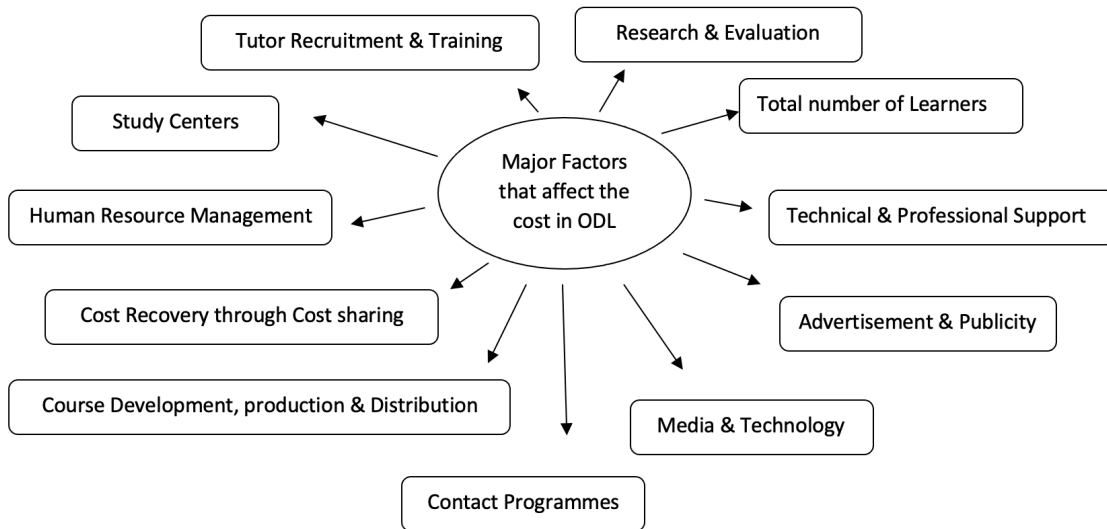 Tutor Recruitment & Training
Research & Evaluation
Study Centers
Total number of Learners
Major Factors
that affect the
cost in ODL
Human Resource Management
Technical & Professional Support
Cost Recovery through Cost sharing
Advertisement & Publicity
Course Development, production & Distribution
Media & Technology
Contact Programmes